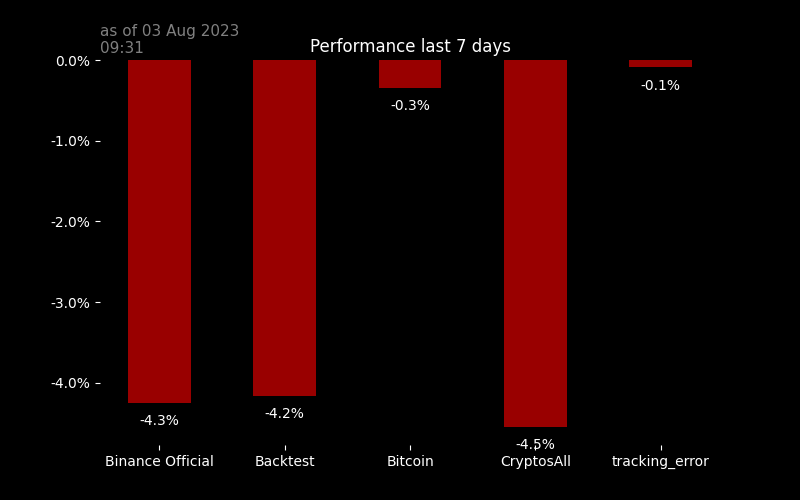 as of 03 Aug 2023
09:31
Performance last 7 days
0.0%
-1.0%
-2.0%
-3.0%
-4.0%
-4.3%
-4.2%
-0.3%
-4.5%
-0.1%
Binance Official
Backtest
Bitcoin
CryptosAll
tracking_error